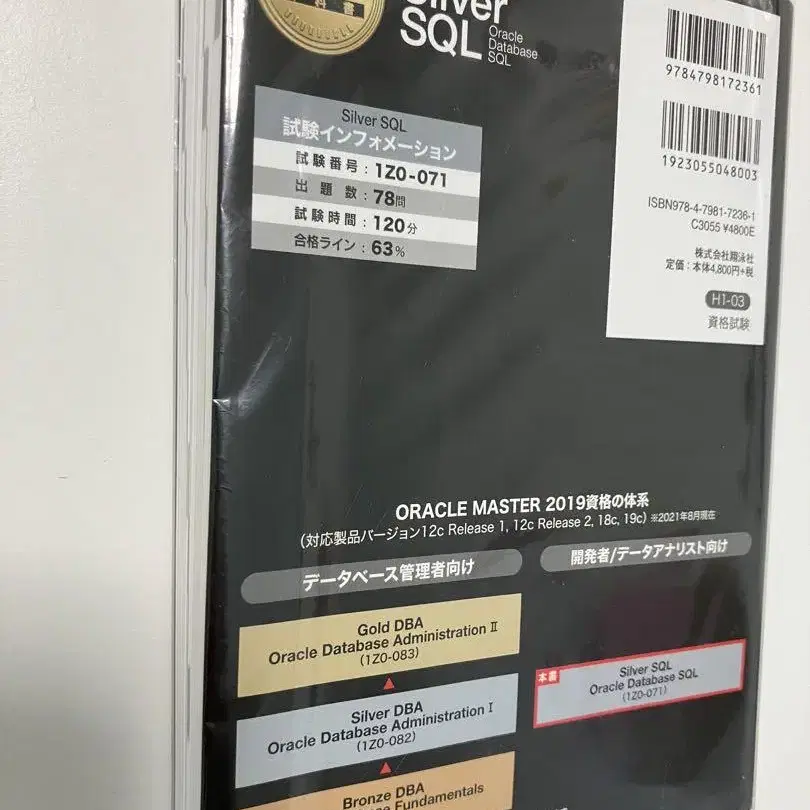 科書
Silver
SQL
Oracle
Database
SQL
9784798172361
1923055048003
ISBN978-4-7981-7236-1
C3055 ¥4800E
株式会社翔泳社
定価：本体4,800円+税
H1-03
資格試験
Silver SQL
試験インフォメーション
試験番号：1Z0-071
出題数：78問
試験時間：120分
合格ライン：63%
ORACLE MASTER 2019資格の体系
（対応製品バージョン12c Release 1, 12c Release 2, 18c, 19c）※2021年8月現在
データベース管理者向け
開発者/データアナリスト向け
Gold DBA
Oracle Database Administration Ⅱ
(1Z0-083)
Silver DBA
Oracle Database Administration Ⅰ
(1Z0-082)
Bronze DBA
Fundamentals
本書
Silver SQL
Oracle Database SQL
(1Z0-071)